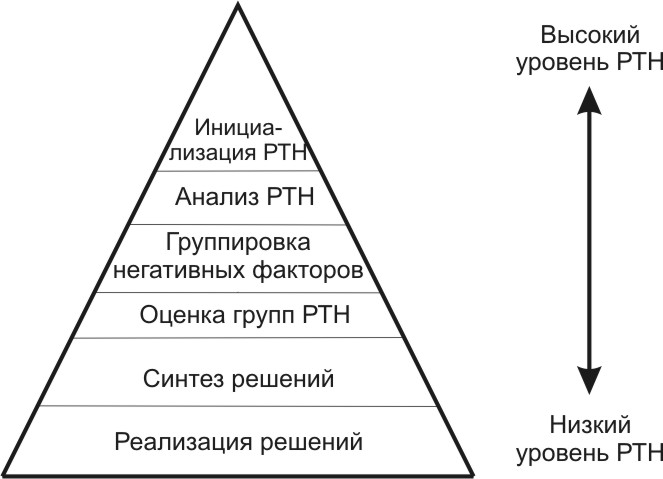 Инициа-
лизация РТН
Анализ РТН
Группировка
негативных факторов
Оценка групп РТН
Синтез решений
Реализация решений
Высокий
уровень РТН
Низкий
уровень РТН